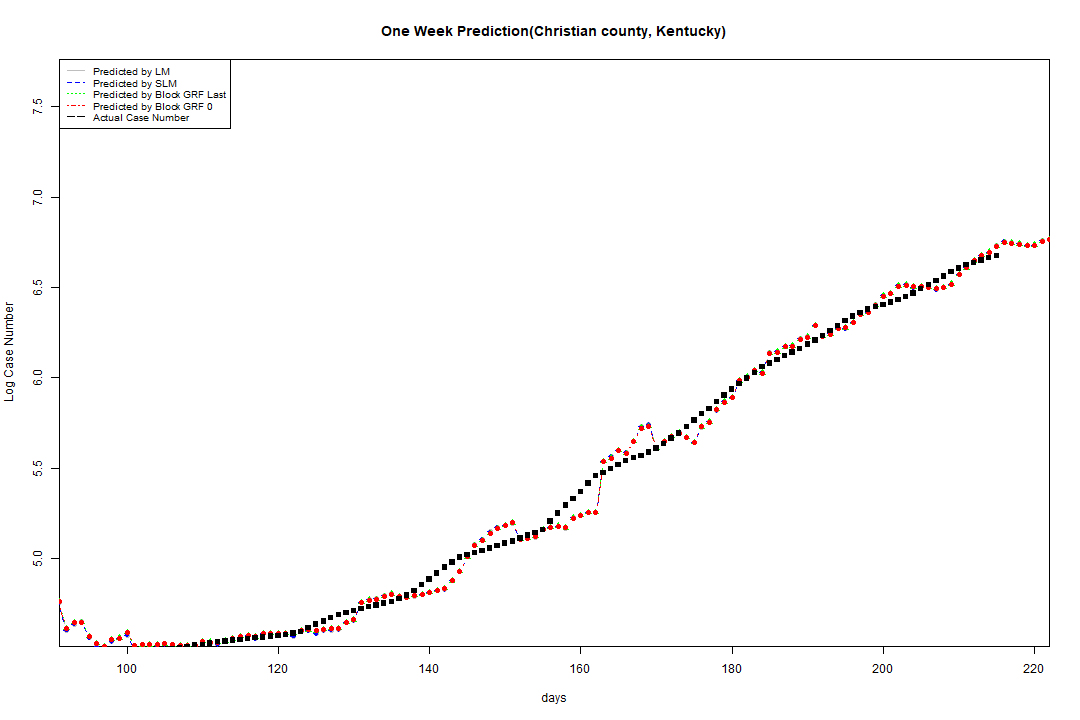 One Week Prediction(Christian county, Kentucky)
Predicted by LM
Predicted by SLM
Predicted by Block GRF Last
Predicted by Block GRF 0
Actual Case Number
7.5
7.0
6.5
6.0
5.5
5.0
Log Case Number
100 120 140 160 180 200 220
days